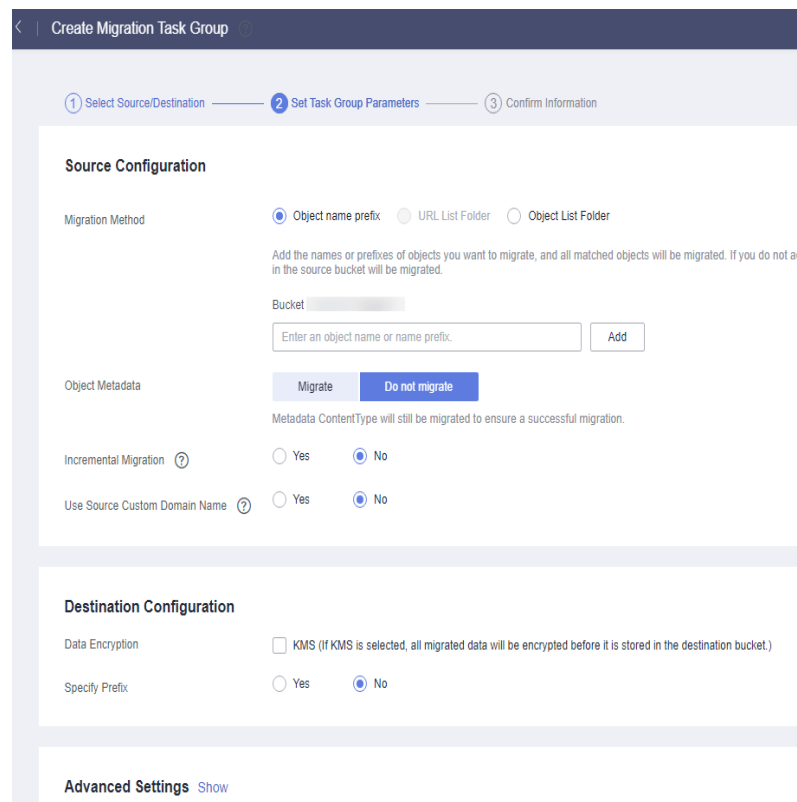 Create Migration Task Group ?
1 Select Source/Destination 2 Set Task Group Parameters 3 Confirm Information
Source Configuration
Migration Method Object name prefix URL List Folder Object List Folder
Add the names or prefixes of objects you want to migrate, and all matched objects will be migrated. If you do not a
in the source bucket will be migrated.
Bucket
Enter an object name or name prefix. Add
Object Metadata Migrate Do not migrate
Metadata ContentType will still be migrated to ensure a successful migration.
Incremental Migration ? Yes No
Use Source Custom Domain Name ? Yes No
Destination Configuration
Data Encryption KMS (If KMS is selected, all migrated data will be encrypted before it is stored in the destination bucket.)
Specify Prefix Yes No
Advanced Settings Show